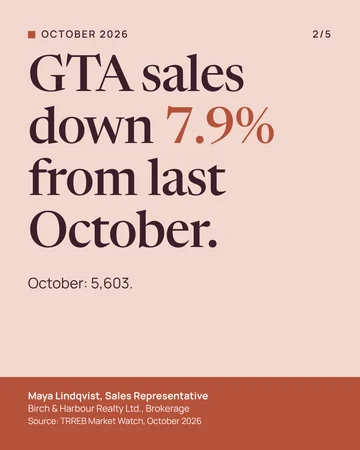 OCTOBER 2026
2/5
GTA sales
down 7.9%
from last
October.
October: 5,603.
Maya Lindqvist, Sales Representative
Birch & Harbour Realty Ltd., Brokerage
Source: TRREB Market Watch, October 2026